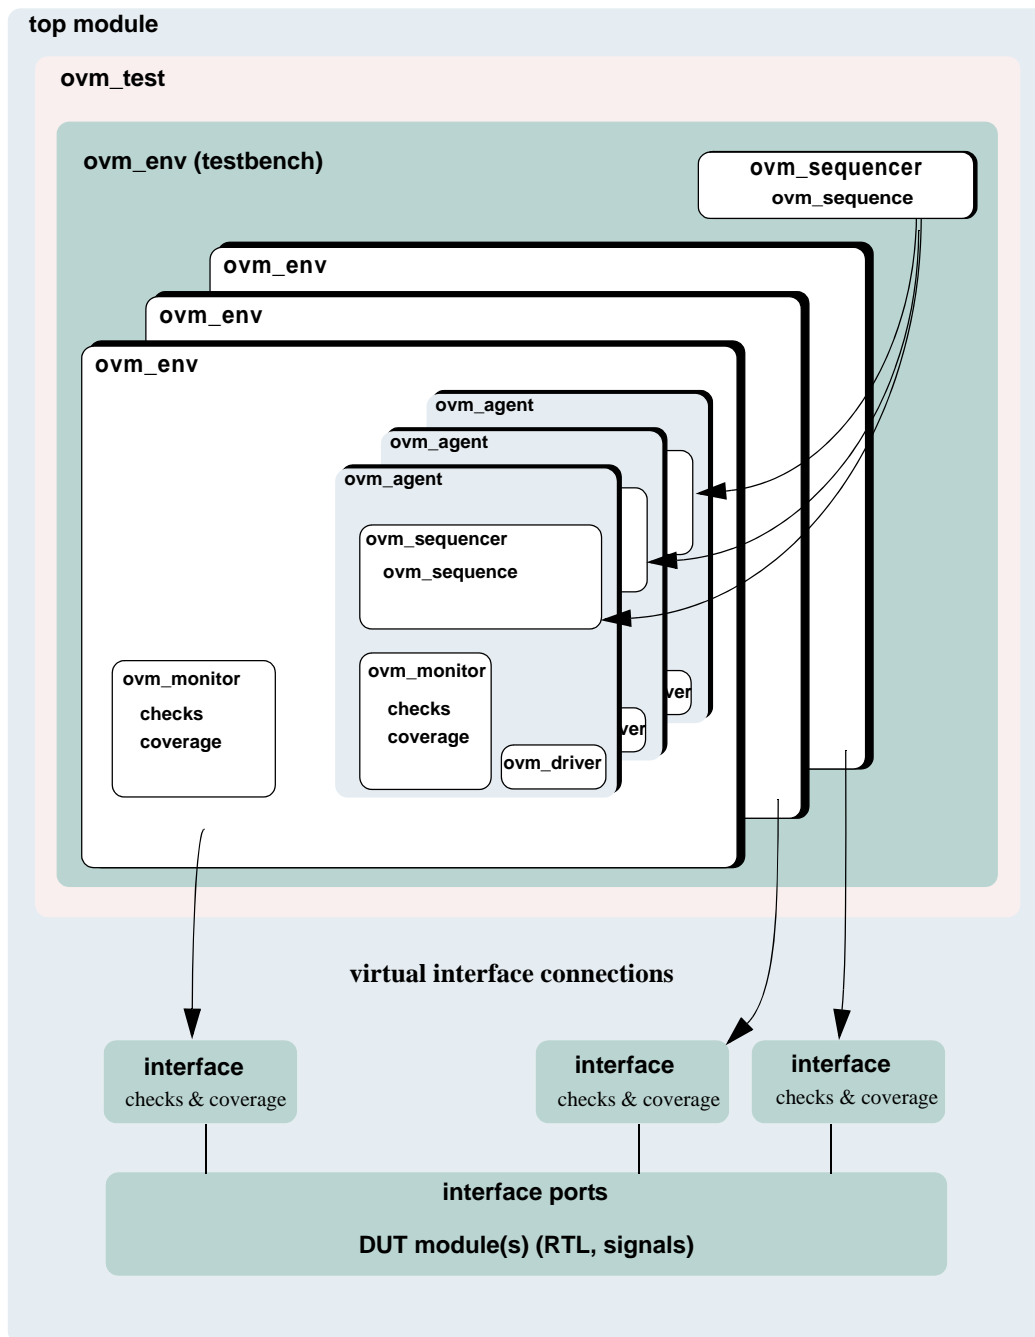 top module
ovm_test
ovm_env (testbench)
ovm_sequencer
ovm_sequence
ovm_env
ovm_env
ovm_env
ovm_agent
ovm_agent
ovm_agent
ovm_sequencer
ovm_sequence
ovm_monitor
checks
coverage
ovm_monitor
checks
coverage
ovm_driver
ver
ver
virtual interface connections
interface
checks & coverage
interface
checks & coverage
interface
checks & coverage
interface ports
DUT module(s) (RTL, signals)